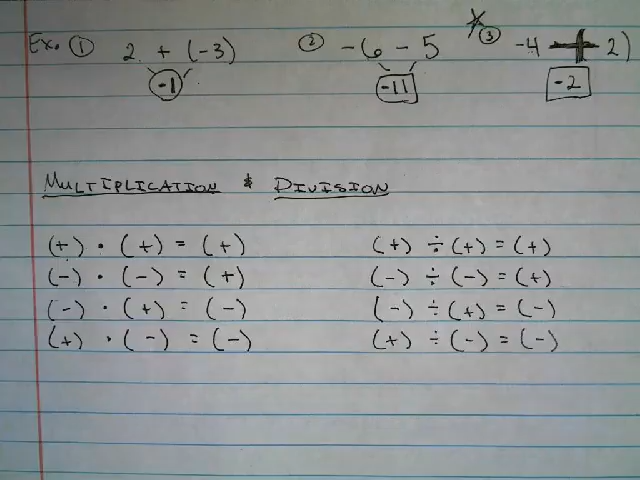 Ex. ① 2 + (-3) ② -6 - 5 ③ -4 + 2)
-1 -11 -2
MULTIPLICATION & DIVISION
(+) · (+) = (+) (+) ÷ (+) = (+)
(-) · (-) = (+) (-) ÷ (-) = (+)
(-) · (+) = (-) (-) ÷ (+) = (-)
(+) · (-) = (-) (+) ÷ (-) = (-)